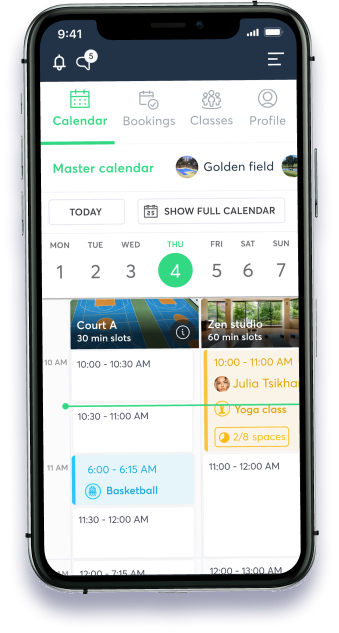 9:41
5
Calendar Bookings Classes Profile
Master calendar Golden field
TODAY 25 SHOW FULL CALENDAR
MON TUE WED THU FRI SAT SUN
1 2 3 4 5 6 7
Court A Zen studio
30 min slots 60 min slots
10 AM 10:00 - 10:30 AM 10:00 - 11:00 AM
Julia Tsikhan
10:30 - 11:00 AM Yoga class
2/8 spaces
11 AM 6:00 - 6:15 AM 11:00 - 12:00 AM
Basketball
11:30 - 12:00 AM
12:00 - 7:15 AM 12:00 - 13:00 AM